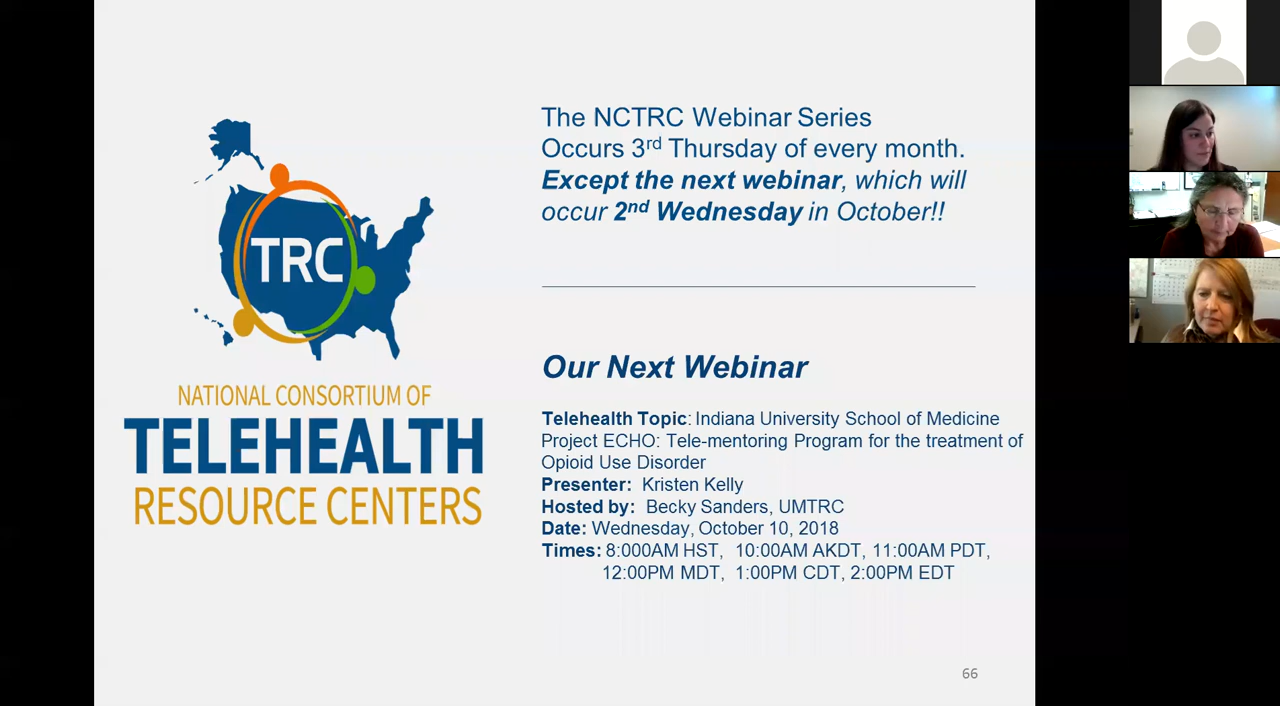 TRC
NATIONAL CONSORTIUM OF
TELEHEALTH
RESOURCE CENTERS
The NCTRC Webinar Series
Occurs 3rd Thursday of every month.
Except the next webinar, which will
occur 2nd Wednesday in October!!
Our Next Webinar
Telehealth Topic: Indiana University School of Medicine
Project ECHO: Tele-mentoring Program for the treatment of
Opioid Use Disorder
Presenter: Kristen Kelly
Hosted by: Becky Sanders, UMTRC
Date: Wednesday, October 10, 2018
Times: 8:000AM HST, 10:00AM AKDT, 11:00AM PDT,
12:00PM MDT, 1:00PM CDT, 2:00PM EDT
66